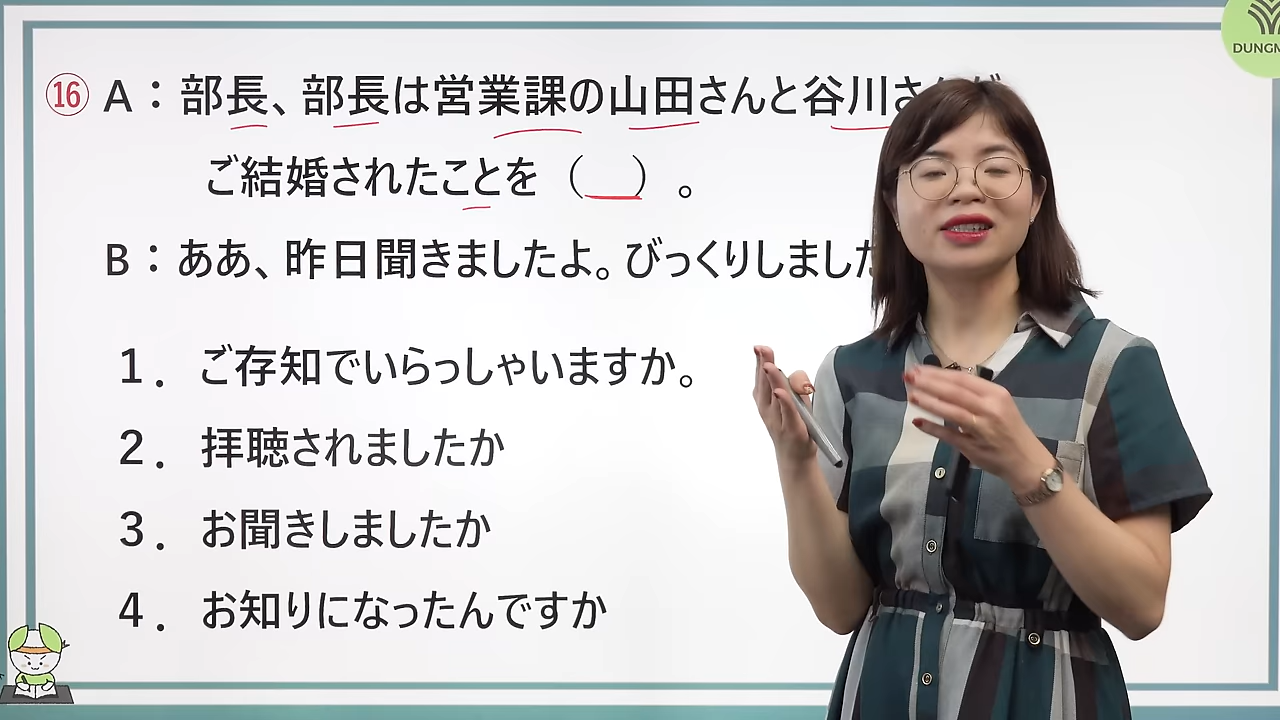 ⑯ A：部長、部長は営業課の山田さんと谷川さんが
ご結婚されたことを（__）。
B：ああ、昨日聞きましたよ。びっくりしました
1．ご存知でいらっしゃいますか。
2．拝聴されましたか
3．お聞きしましたか
4．お知りになったんですか